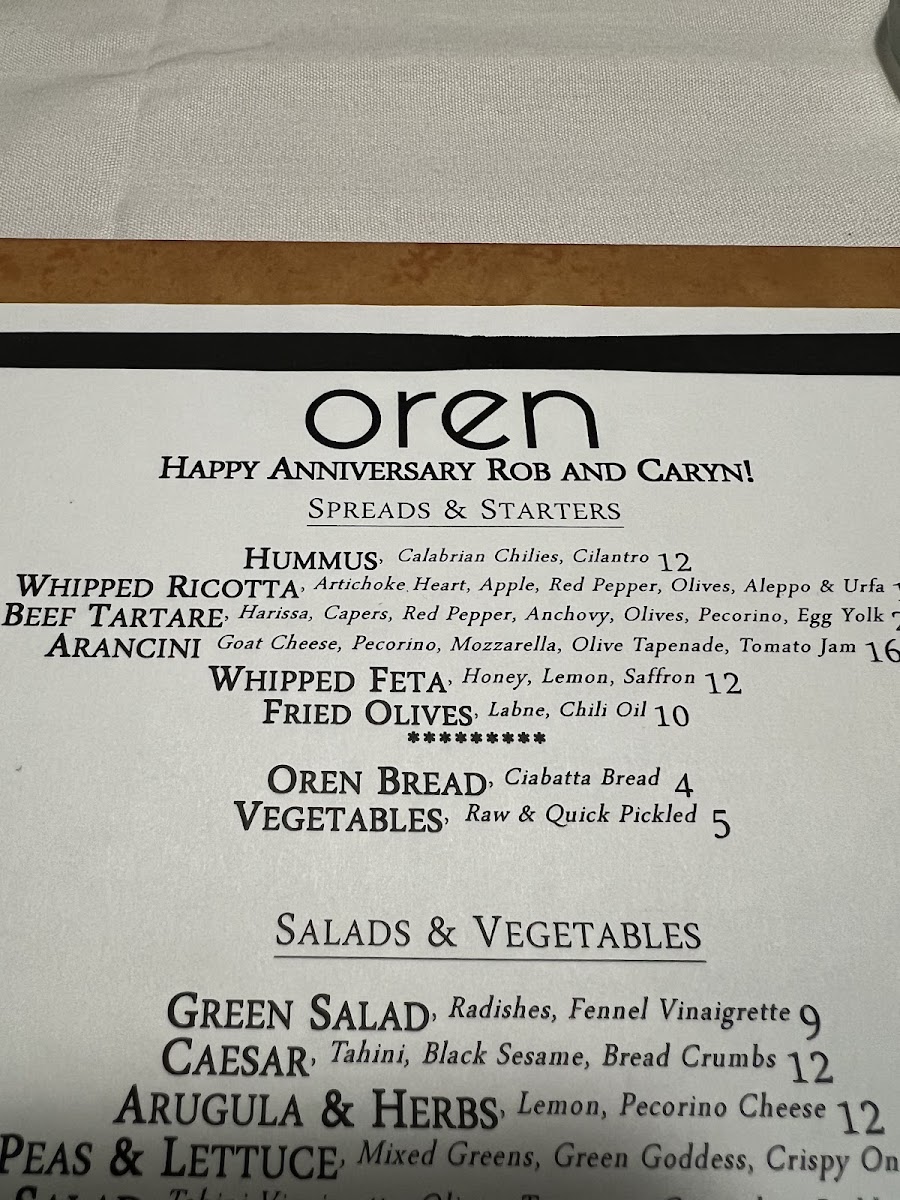 oren
HAPPY ANNIVERSARY ROB AND CARYN!
SPREADS & STARTERS
HUMMUS, Calabrian Chilies, Cilantro 12
WHIPPED RICOTTA, Artichoke Heart, Apple, Red Pepper, Olives, Aleppo & Urfa
BEEF TARTARE, Harissa, Capers, Red Pepper, Anchovy, Olives, Pecorino, Egg Yolk
ARANCINI Goat Cheese, Pecorino, Mozzarella, Olive Tapenade, Tomato Jam 16
WHIPPED FETA, Honey, Lemon, Saffron 12
FRIED OLIVES, Labne, Chili Oil 10
*********
OREN BREAD, Ciabatta Bread 4
VEGETABLES, Raw & Quick Pickled 5
SALADS & VEGETABLES
GREEN SALAD, Radishes, Fennel Vinaigrette 9
CAESAR, Tahini, Black Sesame, Bread Crumbs 12
ARUGULA & HERBS, Lemon, Pecorino Cheese 12
PEAS & LETTUCE, Mixed Greens, Green Goddess, Crispy On